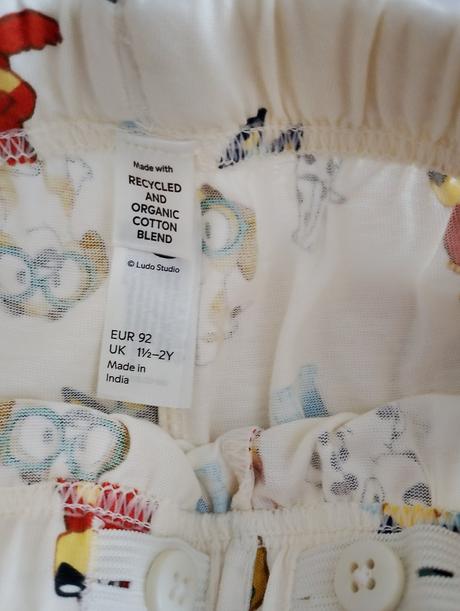 Made with
RECYCLED
AND
ORGANIC
COTTON
BLEND
© Ludo Studio
EUR 92
UK 1½–2Y
Made in
India